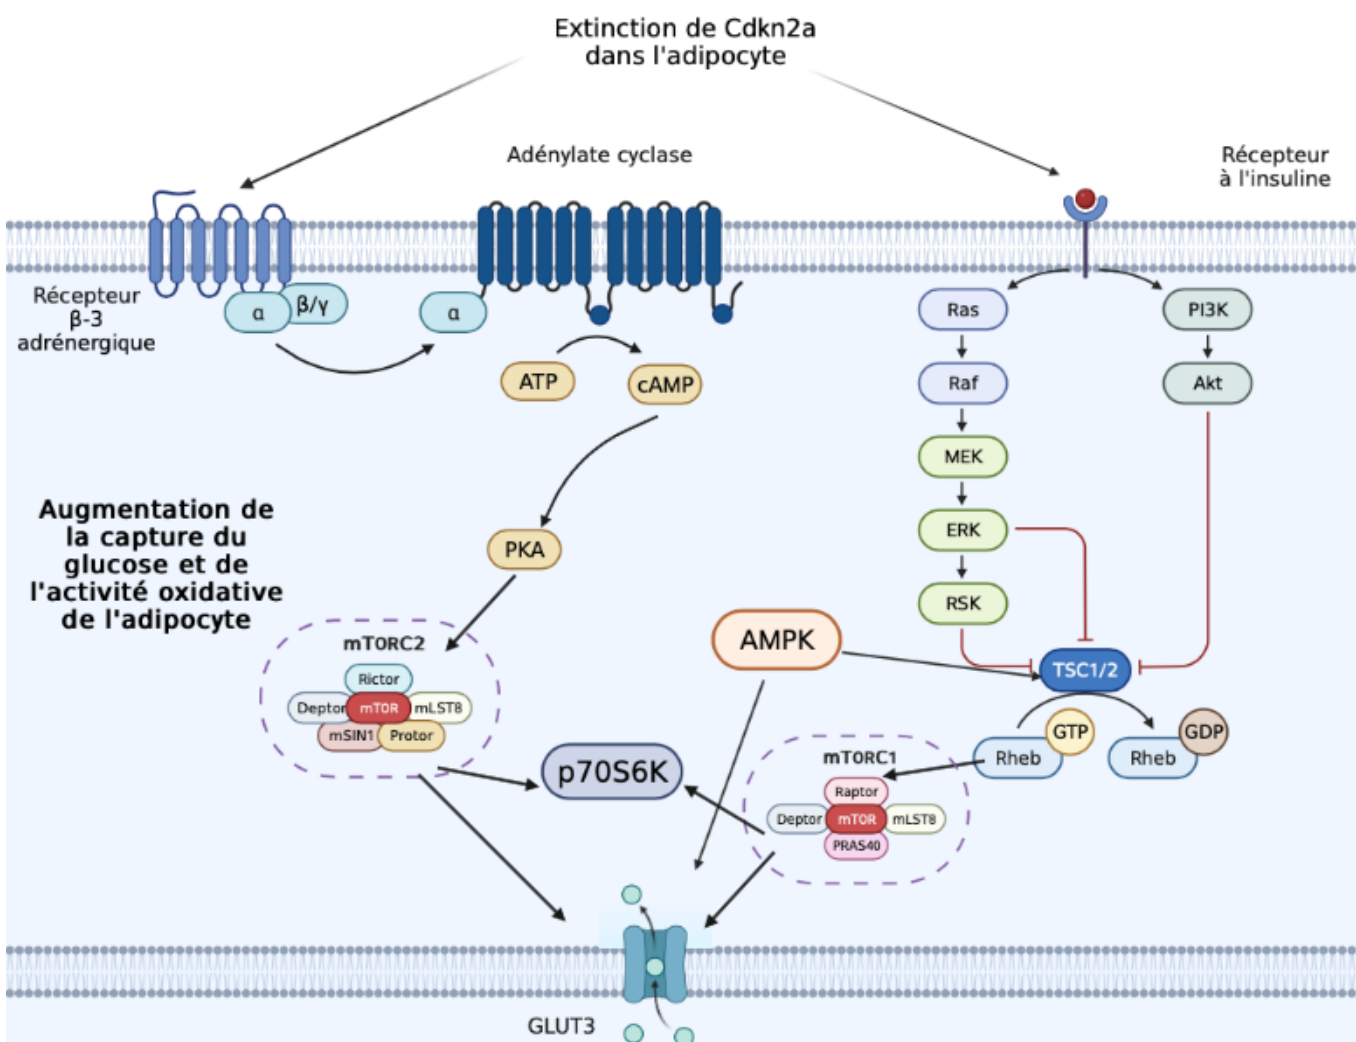 Extinction de Cdkn2a
dans l'adipocyte
Adénylate cyclase
Récepteur
à l'insuline
Récepteur
β-3
adrénergique
α
β/γ
α
ATP
cAMP
Ras
PI3K
Raf
Akt
MEK
ERK
RSK
Augmentation de
la capture du
glucose et de
l'activité oxidative
de l'adipocyte
PKA
mTORC2
Rictor
Deptor
mTOR
mLST8
mSIN1
Protor
AMPK
TSC1/2
GTP
Rheb
GDP
Rheb
p70S6K
mTORC1
Raptor
Deptor
mTOR
mLST8
PRAS40
GLUT3